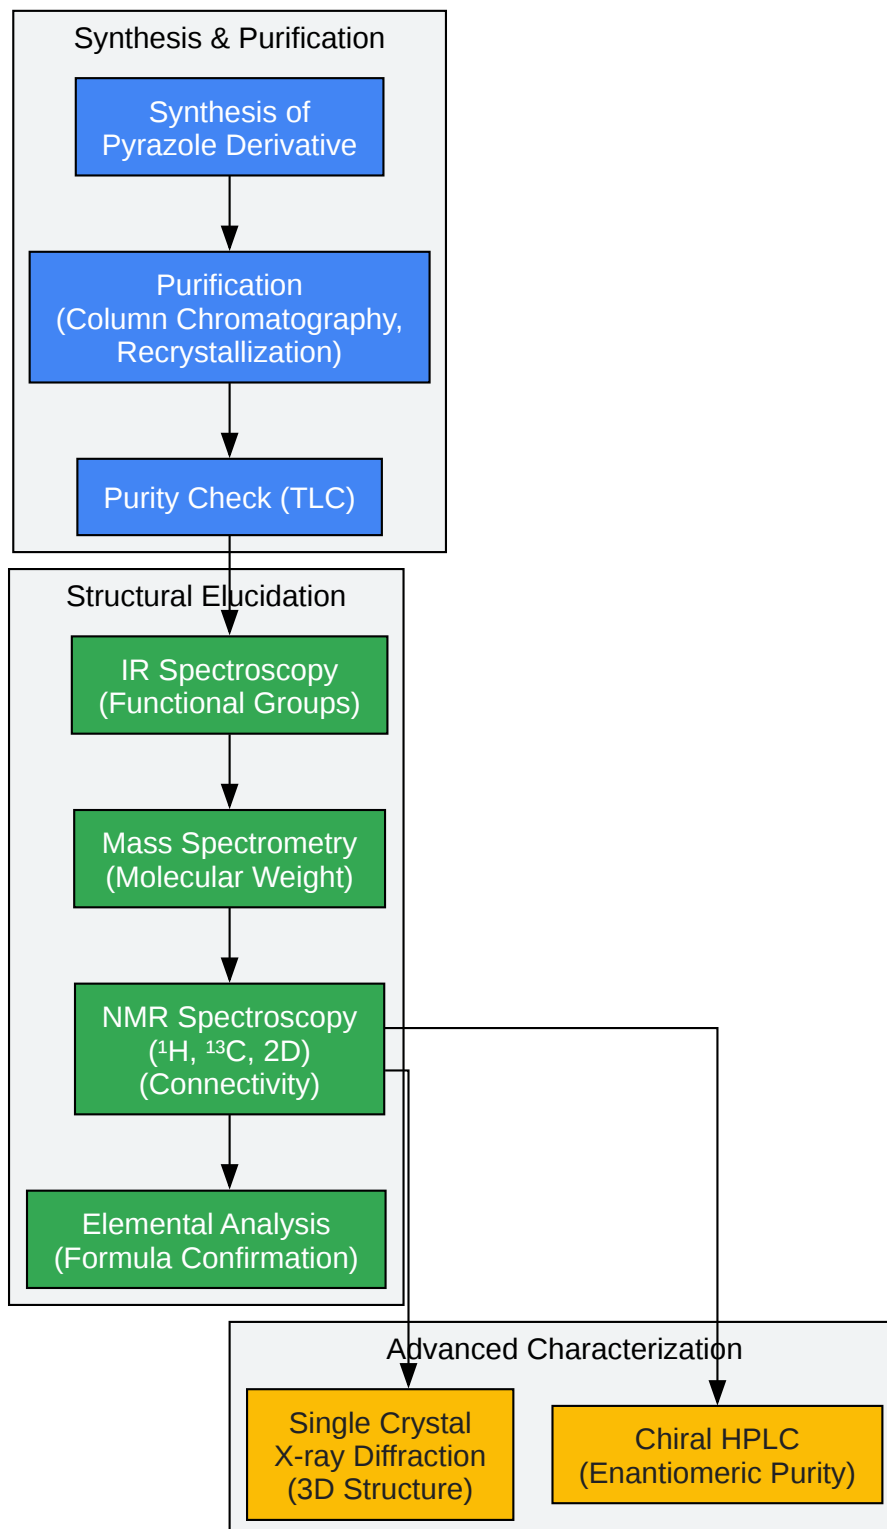 Synthesis & Purification
Synthesis of
Pyrazole Derivative
Purification
(Column Chromatography,
Recrystallization)
Purity Check (TLC)
Structural Elucidation
IR Spectroscopy
(Functional Groups)
Mass Spectrometry
(Molecular Weight)
NMR Spectroscopy
(¹H, ¹³C, 2D)
(Connectivity)
Elemental Analysis
(Formula Confirmation)
Advanced Characterization
Single Crystal
X-ray Diffraction
(3D Structure)
Chiral HPLC
(Enantiomeric Purity)